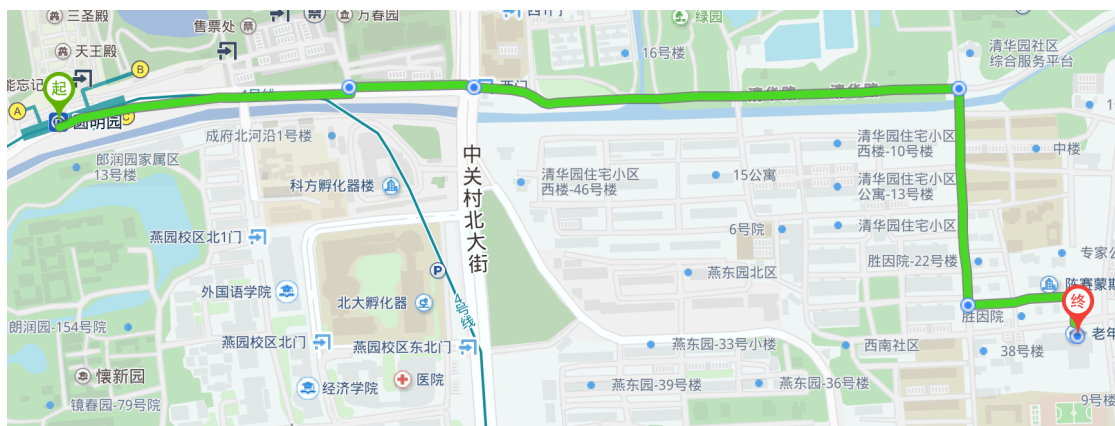 三圣殿
售票处
万春园
绿园
天王殿
16号楼
清华园社区
综合服务平台
能忘记
起
B
A
4号线
西门
清华路
清华路
圆明园
成府北河沿1号楼
清华园住宅小区
西楼-10号楼
中楼
郎润园家属区
13号楼
中关村北大街
科方孵化器楼
清华园住宅小区
西楼-46号楼
15公寓
清华园住宅小区
公寓-13号楼
6号院
清华园住宅小区
燕园校区北1门
专家公
胜因院-22号楼
P
燕东园北区
外国语学院
北大孵化器
4号线
陈赛蒙斯
终
胜因院
郎润园-154号院
燕园校区北门
燕园校区东北门
燕东园-33号小楼
西南社区
38号楼
老年
怀新园
经济学院
医院
燕东园-39号楼
燕东园-36号楼
镜春园-79号院
9号楼